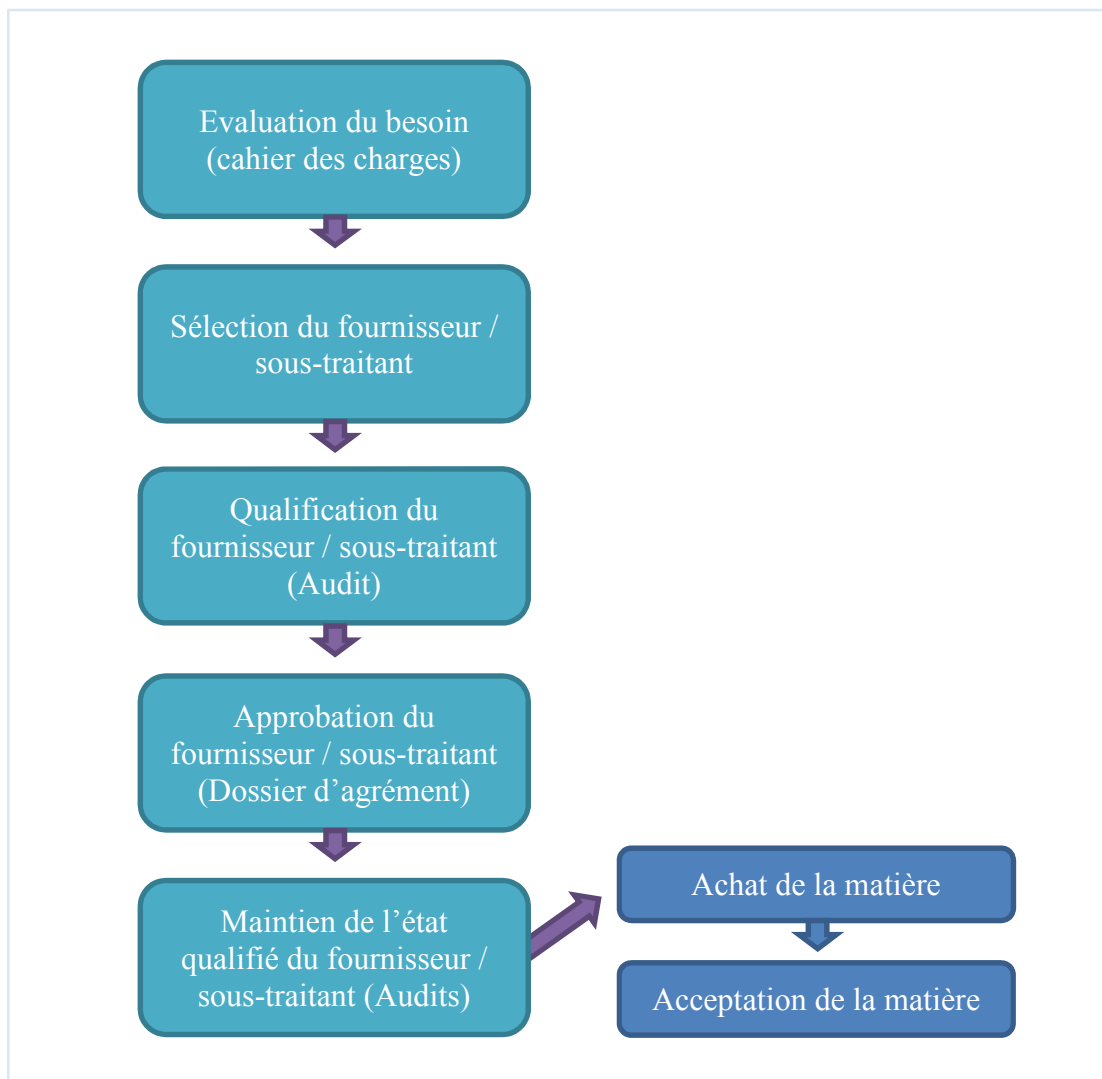 Evaluation du besoin
(cahier des charges)
Sélection du fournisseur /
sous-traitant
Qualification du
fournisseur / sous-traitant
(Audit)
Approbation du
fournisseur / sous-traitant
(Dossier d’agrément)
Maintien de l’état
qualifié du fournisseur /
sous-traitant (Audits)
Achat de la matière
Acceptation de la matière